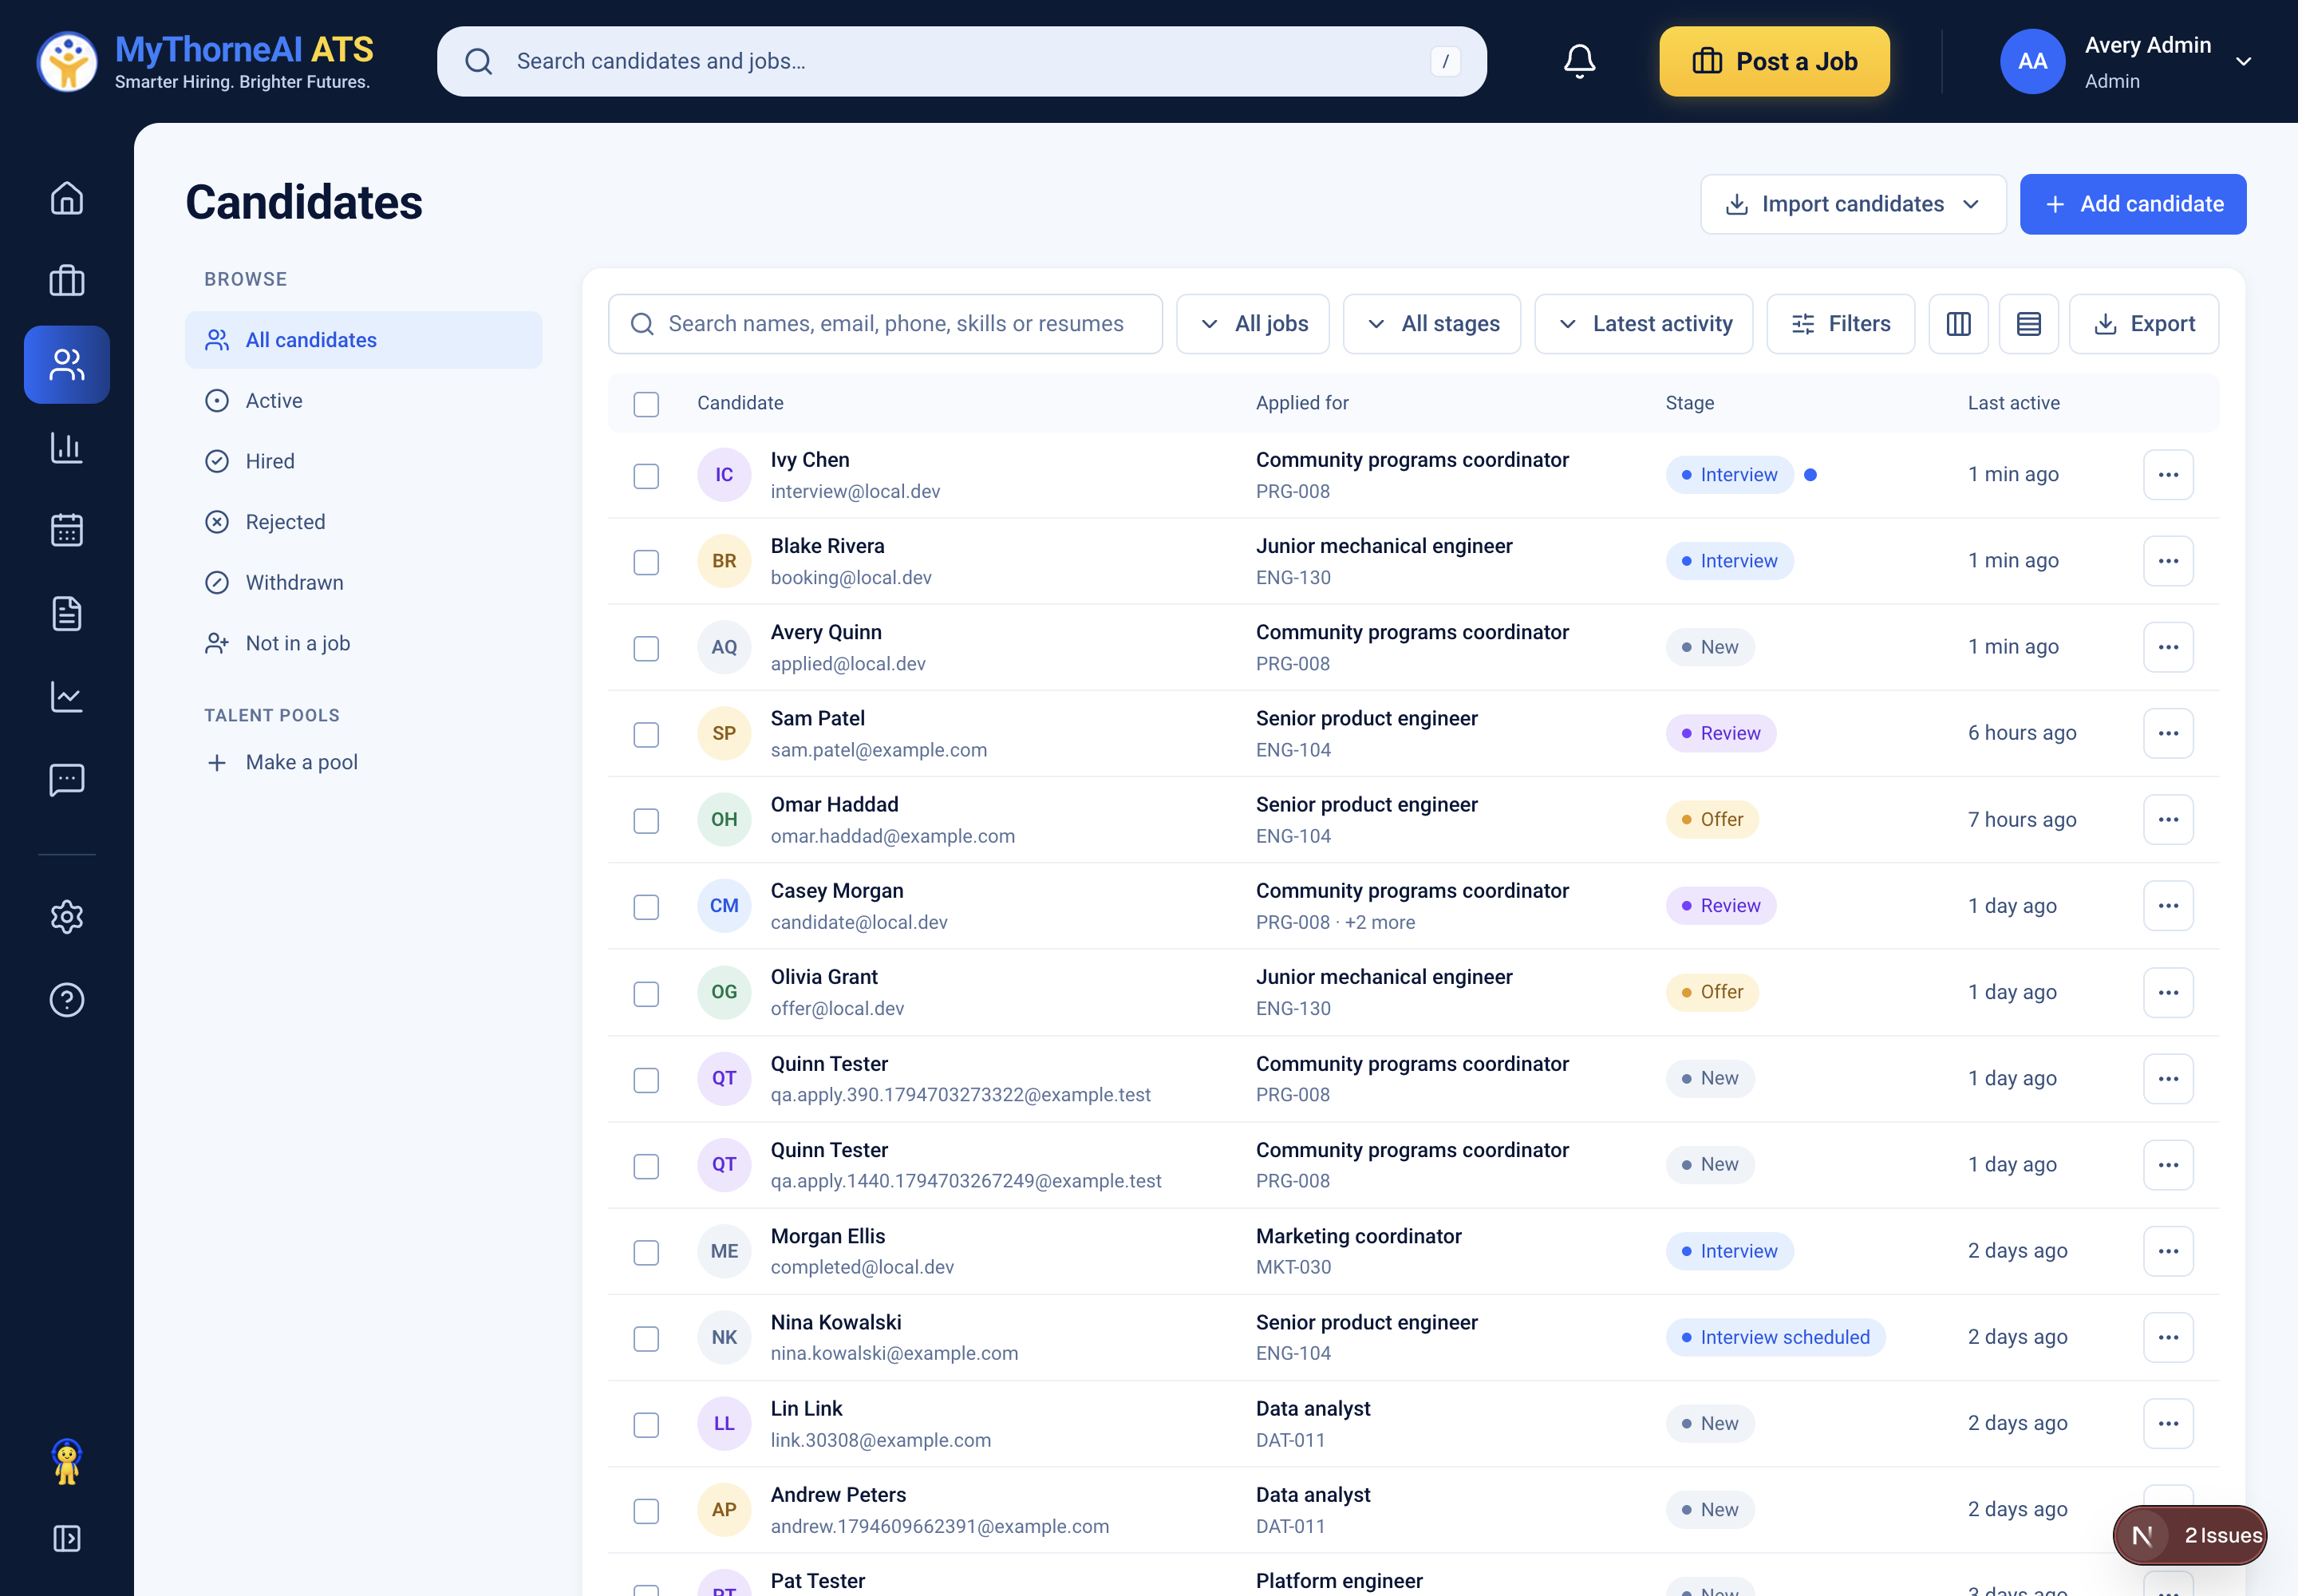 MyThorneAI ATS
Smarter Hiring. Brighter Futures.
Search candidates and jobs...
/
Post a Job
AA
Avery Admin
Admin
Candidates
Import candidates
Add candidate
BROWSE
All candidates
Active
Hired
Rejected
Withdrawn
Not in a job
TALENT POOLS
Make a pool
Search names, email, phone, skills or resumes
All jobs
All stages
Latest activity
Filters
Export
Candidate Applied for Stage Last active
IC Ivy Chen Community programs coordinator Interview 1 min ago
interview@local.dev PRG-008
BR Blake Rivera Junior mechanical engineer Interview 1 min ago
booking@local.dev ENG-130
AQ Avery Quinn Community programs coordinator New 1 min ago
applied@local.dev PRG-008
SP Sam Patel Senior product engineer Review 6 hours ago
sam.patel@example.com ENG-104
OH Omar Haddad Senior product engineer Offer 7 hours ago
omar.haddad@example.com ENG-104
CM Casey Morgan Community programs coordinator Review 1 day ago
candidate@local.dev PRG-008 · +2 more
OG Olivia Grant Junior mechanical engineer Offer 1 day ago
offer@local.dev ENG-130
QT Quinn Tester Community programs coordinator New 1 day ago
qa.apply.390.1794703273322@example.test PRG-008
QT Quinn Tester Community programs coordinator New 1 day ago
qa.apply.1440.1794703267249@example.test PRG-008
ME Morgan Ellis Marketing coordinator Interview 2 days ago
completed@local.dev MKT-030
NK Nina Kowalski Senior product engineer Interview scheduled 2 days ago
nina.kowalski@example.com ENG-104
LL Lin Link Data analyst New 2 days ago
link.30308@example.com DAT-011
AP Andrew Peters Data analyst New 2 days ago
andrew.1794609662391@example.com DAT-011
N 2 Issues
PT Pat Tester Platform engineer New 3 days ago